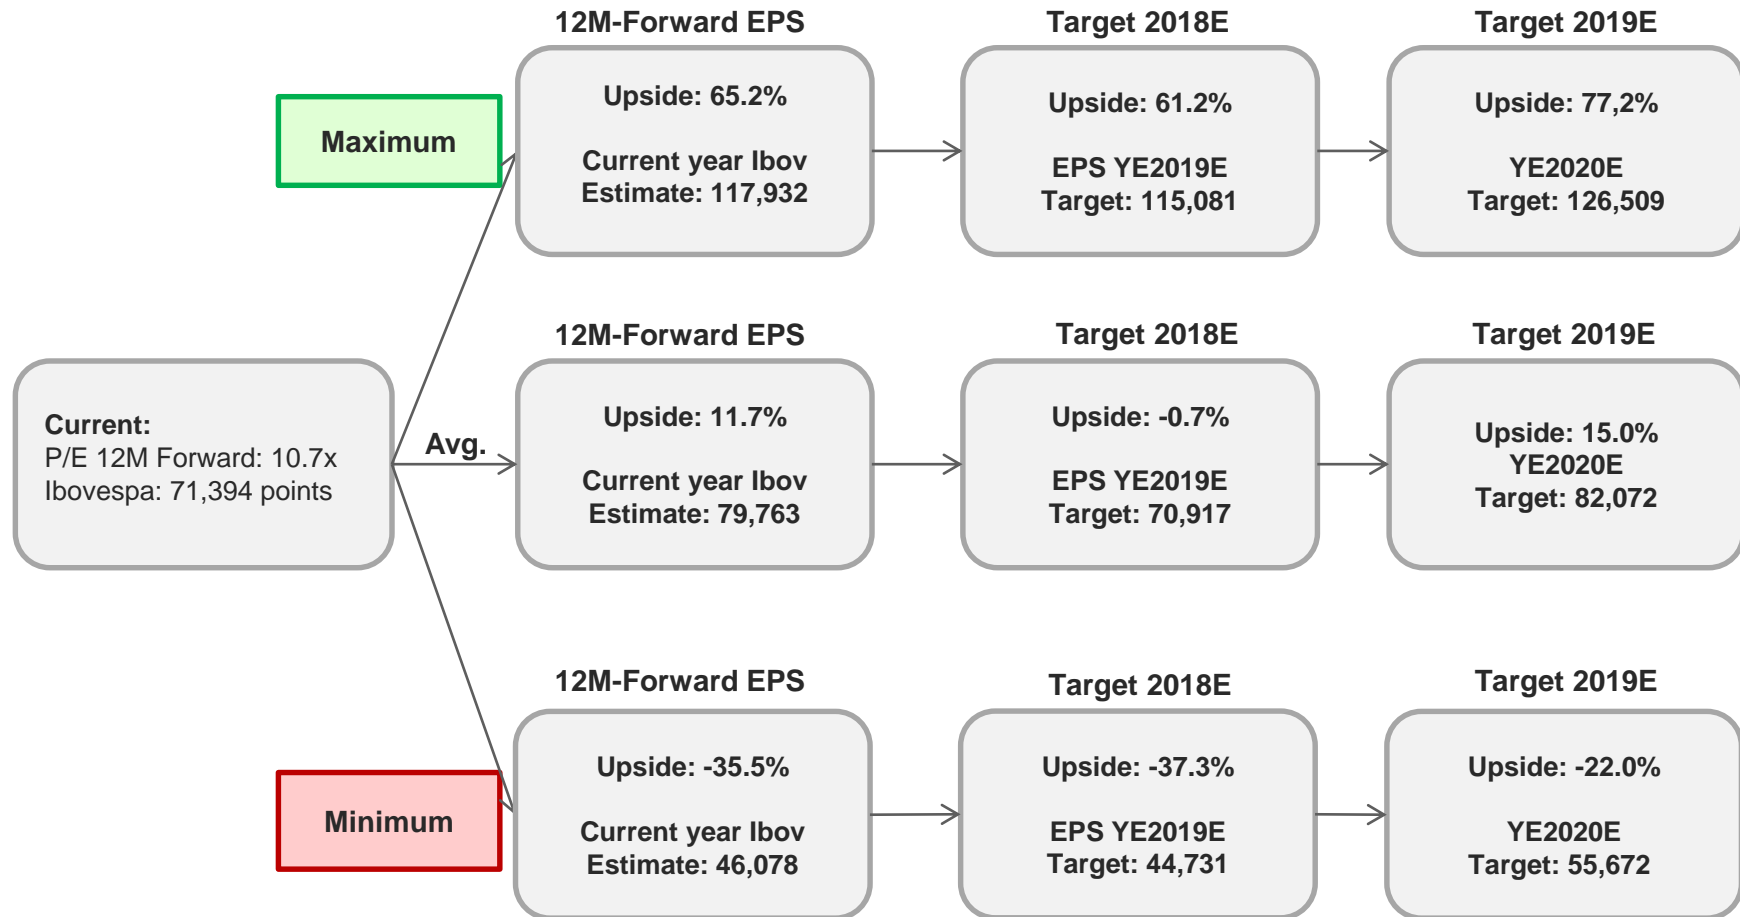 12M-Forward EPS
Target 2018E
Target 2019E
Maximum
Upside: 65.2%
Current year Ibov
Estimate: 117,932
Upside: 61.2%
EPS YE2019E
Target: 115,081
Upside: 77,2%
YE2020E
Target: 126,509
12M-Forward EPS
Target 2018E
Target 2019E
Current:
P/E 12M Forward: 10.7x
Ibovespa: 71,394 points
Avg.
Upside: 11.7%
Current year Ibov
Estimate: 79,763
Upside: -0.7%
EPS YE2019E
Target: 70,917
Upside: 15.0%
YE2020E
Target: 82,072
12M-Forward EPS
Target 2018E
Target 2019E
Minimum
Upside: -35.5%
Current year Ibov
Estimate: 46,078
Upside: -37.3%
EPS YE2019E
Target: 44,731
Upside: -22.0%
YE2020E
Target: 55,672